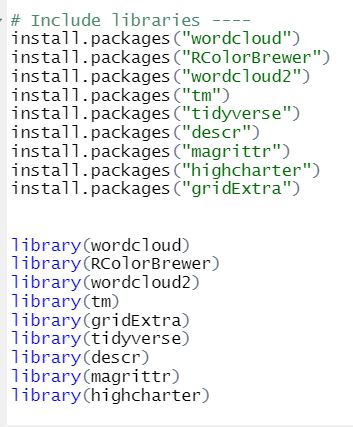 # Include libraries ----
install.packages("wordcloud")
install.packages("RColorBrewer")
install.packages("wordcloud2")
install.packages("tm")
install.packages("tidyverse")
install.packages("descr")
install.packages("magrittr")
install.packages("highcharter")
install.packages("gridExtra")
library(wordcloud)
library(RColorBrewer)
library(wordcloud2)
library(tm)
library(gridExtra)
library(tidyverse)
library(descr)
library(magrittr)
library(highcharter)